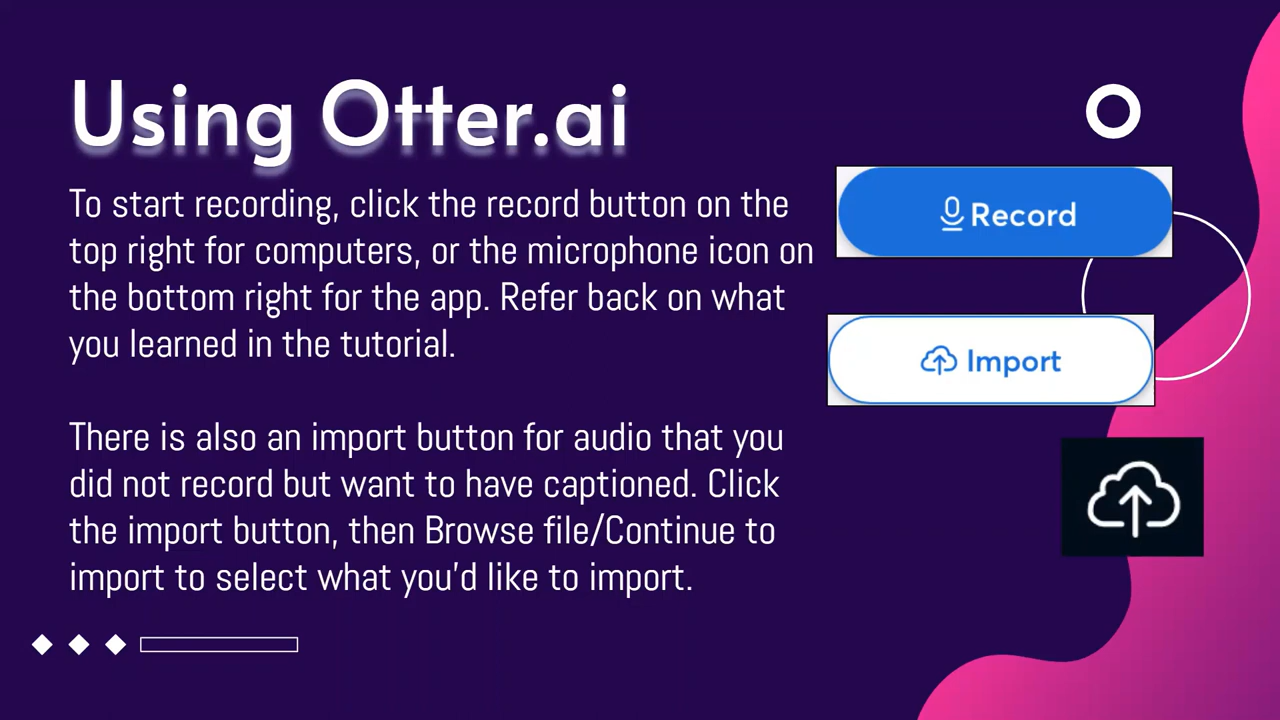 Using Otter.ai
To start recording, click the record button on the
top right for computers, or the microphone icon on
the bottom right for the app. Refer back on what
you learned in the tutorial.
There is also an import button for audio that you
did not record but want to have captioned. Click
the import button, then Browse file/Continue to
import to select what you'd like to import.
Record
Import